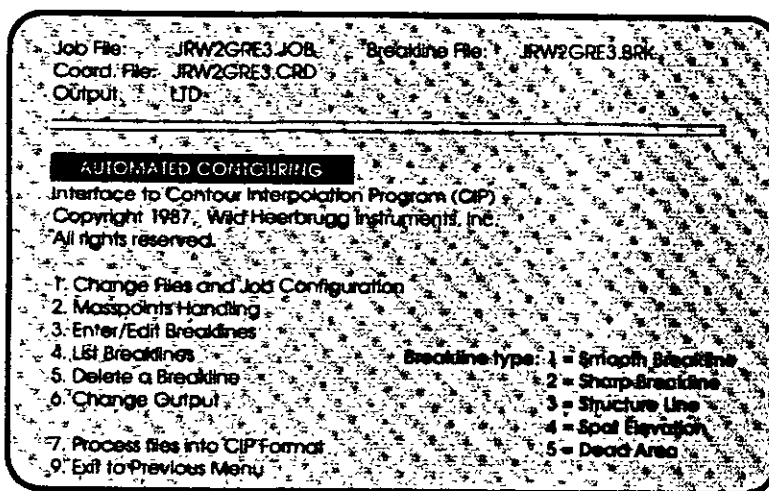 Job File: JRW2GRE3.JOB Breakline File: JRW2GRE3.BRK
Coord. File: JRW2GRE3.CRD
Output LTD
AUTOMATED CONTOURING
Interface to Contour Interpolation Program (CIP)
Copyright 1987, Wild Heerbrugg Instruments, Inc.
All rights reserved.
1. Change Files and Job Configuration
2. Masspoints Handling
3. Enter/Edit Breaklines
4. List Breaklines
5. Delete a Breakline
6. Change Output
7. Process files into CIP Format
9. Exit to Previous Menu
Breakline type: 1 = Smooth Breakline
2 = Sharp Breakline
3 = Structure Line
4 = Spot Elevation
5 = Dead Area